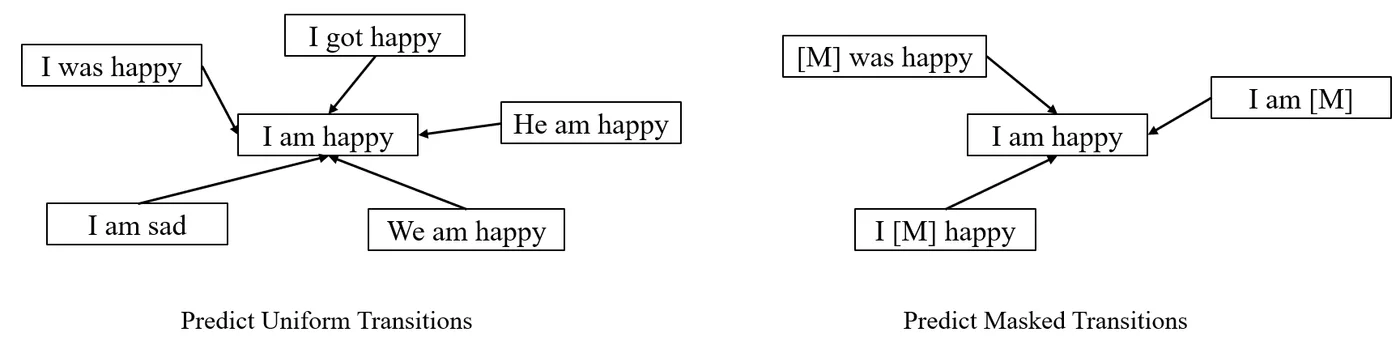 I got happy
I was happy
He am happy
I am happy
I am sad
We am happy
Predict Uniform Transitions
[M] was happy
I am [M]
I am happy
I [M] happy
Predict Masked Transitions